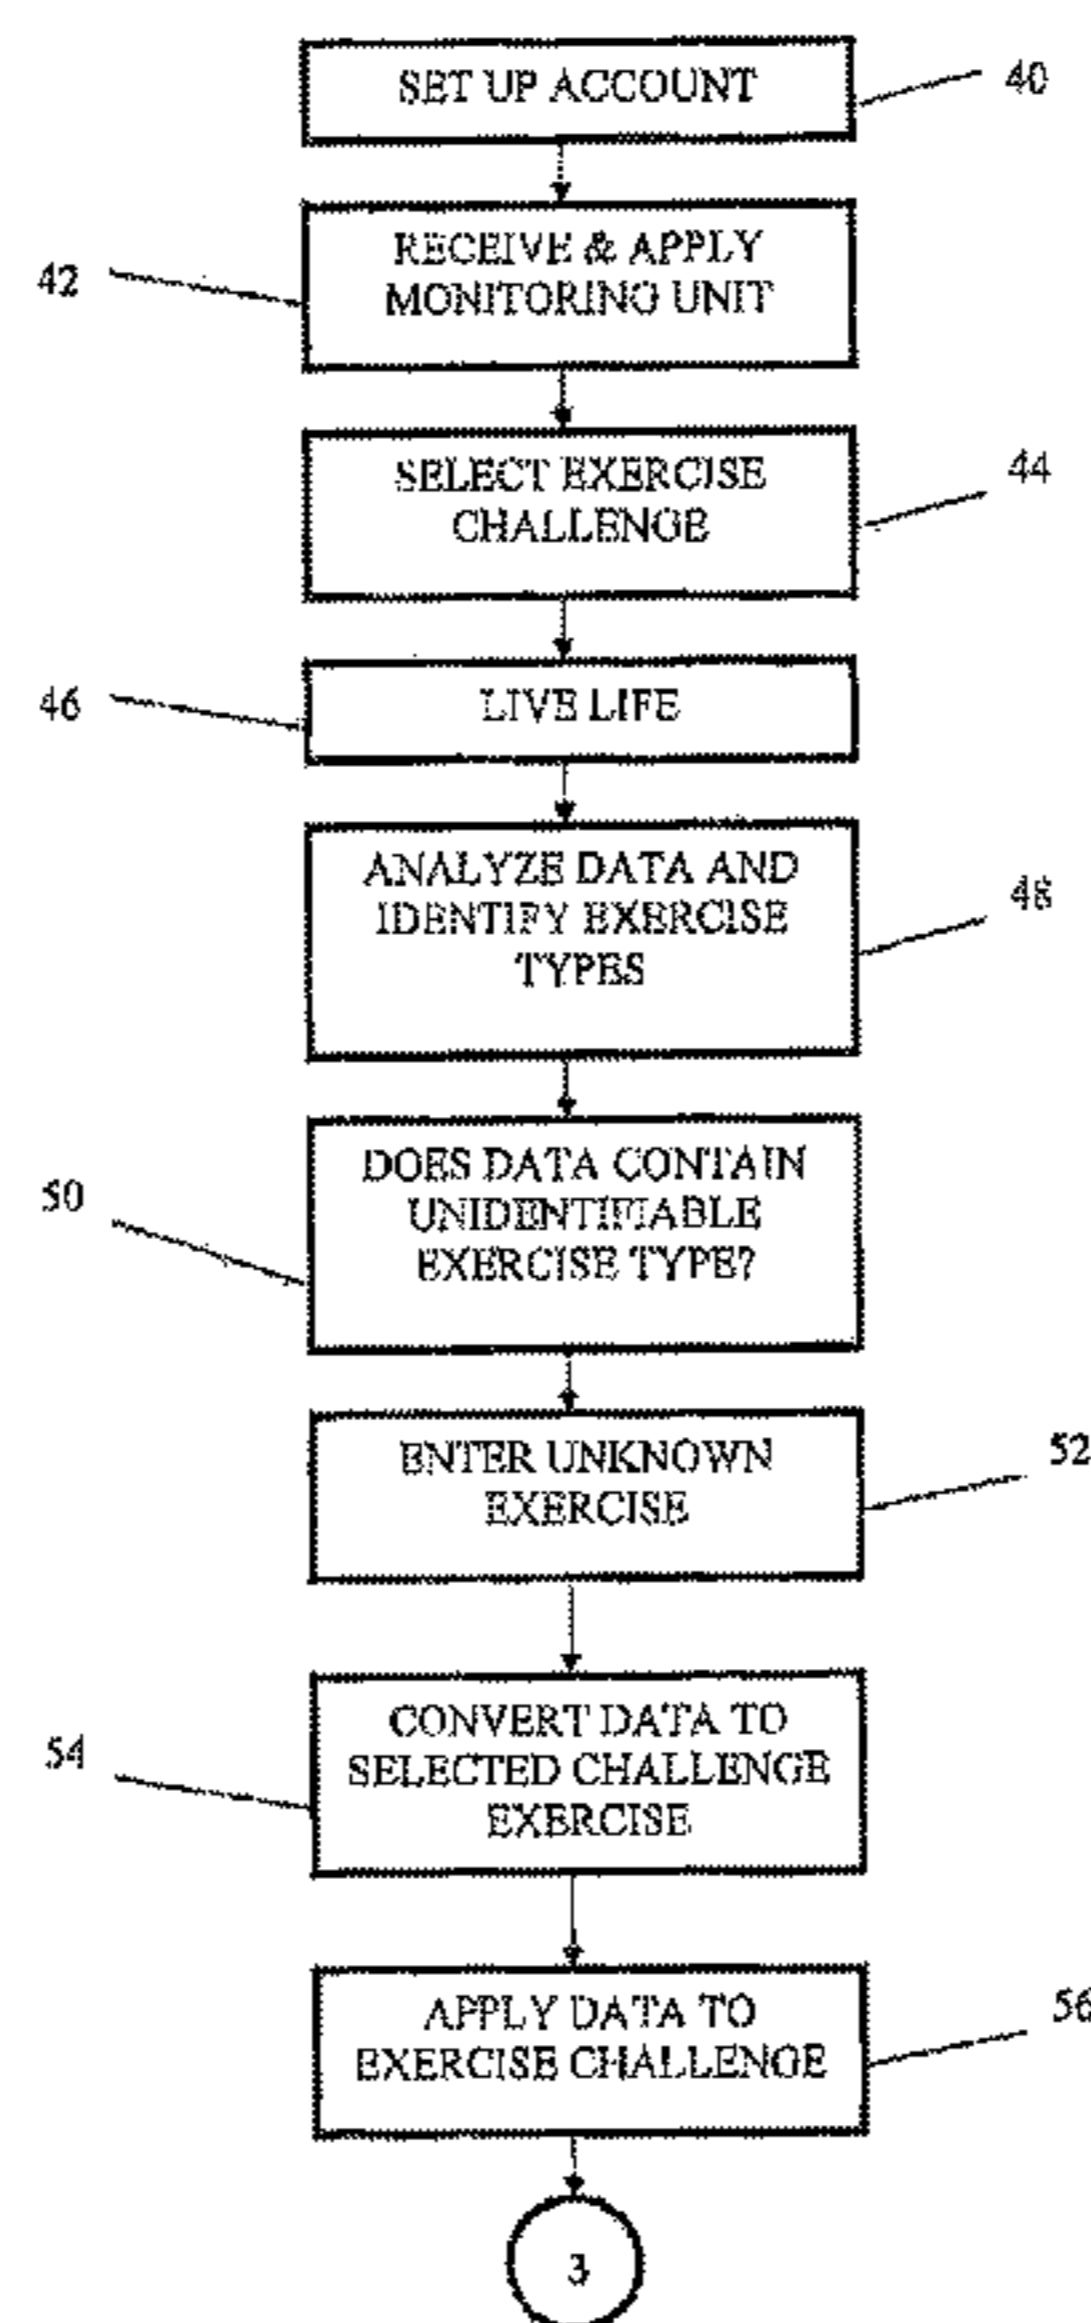 SET UP ACCOUNT
40
RECEIVE & APPLY
MONITORING UNIT
42
SELECT EXERCISE
CHALLENGE
44
LIVE LIFE
46
ANALYZE DATA AND
IDENTIFY EXERCISE
TYPES
48
DOES DATA CONTAIN
UNIDENTIFIABLE
EXERCISE TYPE?
50
ENTER UNKNOWN
EXERCISE
52
CONVERT DATA TO
SELECTED CHALLENGE
EXERCISE
54
APPLY DATA TO
EXERCISE CHALLENGE
56
3